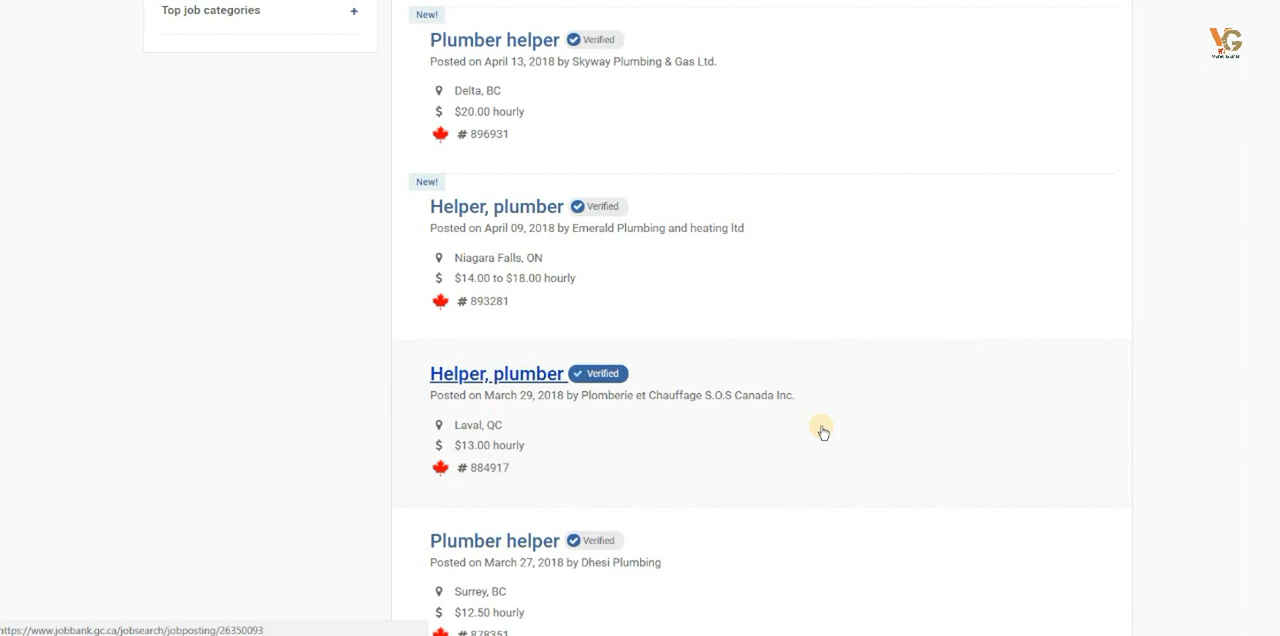 Top job categories +
New!
Plumber helper Verified
Posted on April 13, 2018 by Skyway Plumbing & Gas Ltd.
Delta, BC
$ $20.00 hourly
# 896931
New!
Helper, plumber Verified
Posted on April 09, 2018 by Emerald Plumbing and heating ltd
Niagara Falls, ON
$ $14.00 to $18.00 hourly
# 893281
Helper, plumber Verified
Posted on March 29, 2018 by Plomberie et Chauffage S.O.S Canada Inc.
Laval, QC
$ $13.00 hourly
# 884917
Plumber helper Verified
Posted on March 27, 2018 by Dhesi Plumbing
Surrey, BC
$ $12.50 hourly
# 878351
https://www.jobbank.gc.ca/jobsearch/jobposting/26350093
VG